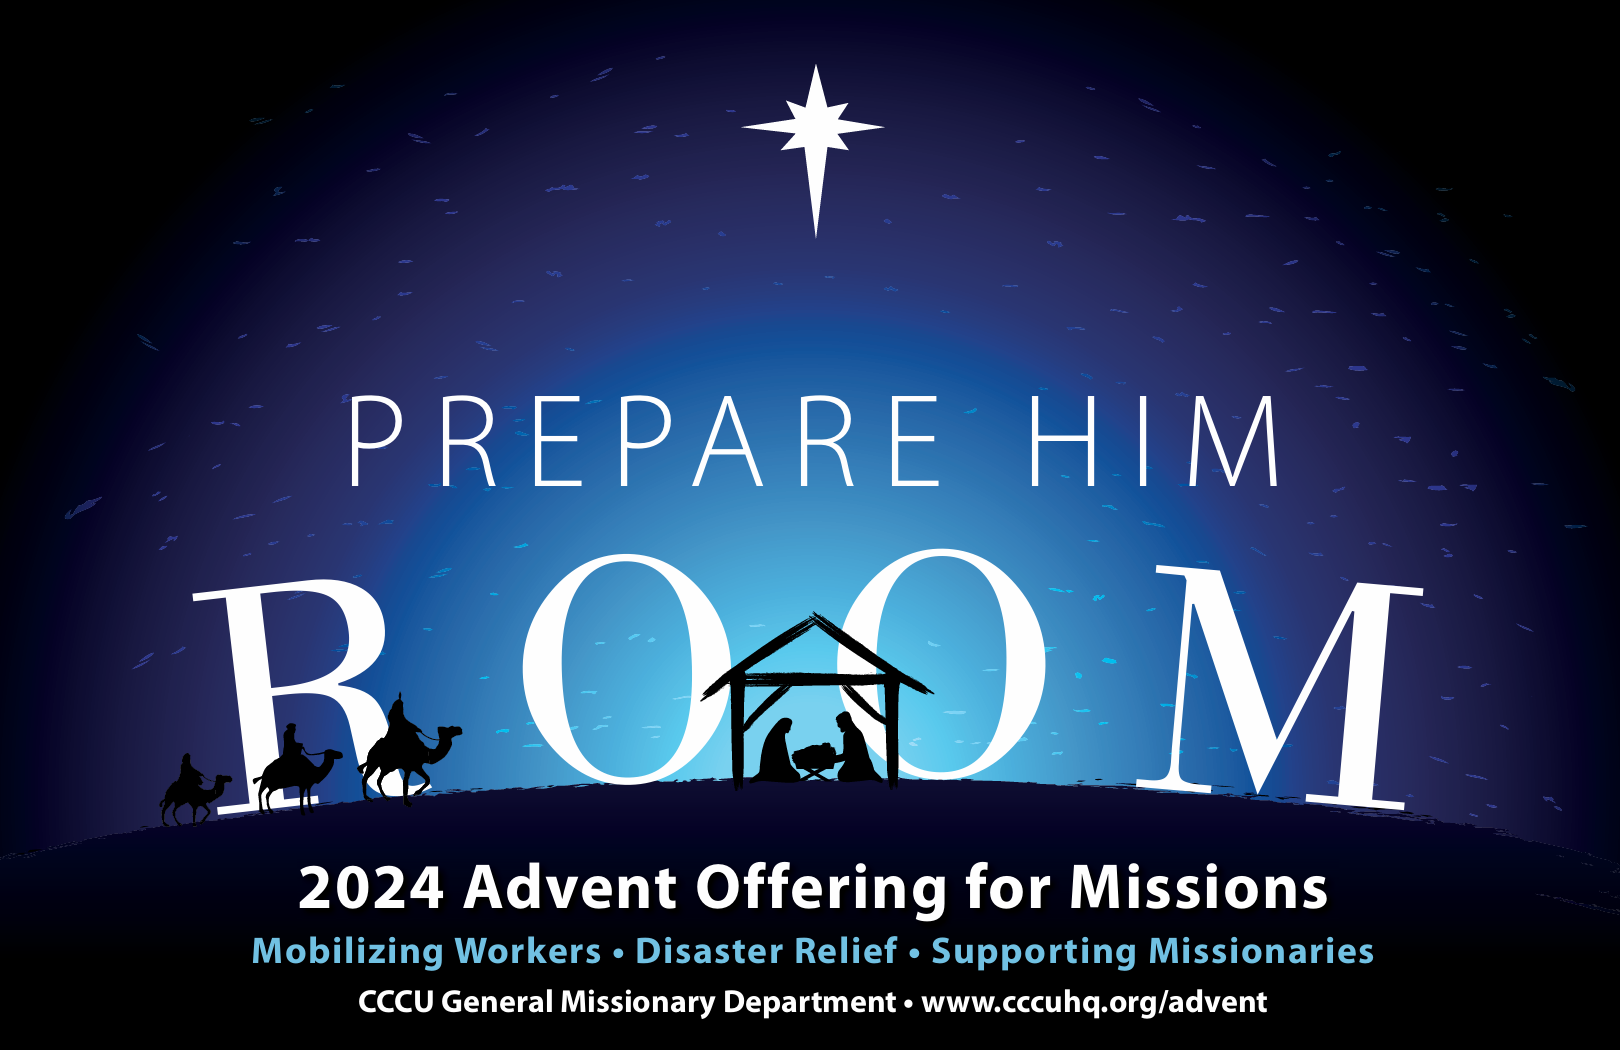 PREPARE HIM
ROOM
2024 Advent Offering for Missions
Mobilizing Workers • Disaster Relief • Supporting Missionaries
CCCU General Missionary Department • www.cccuhq.org/advent